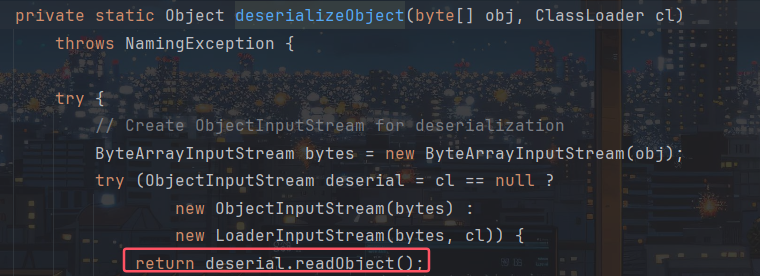 private static Object deserializeObject(byte[] obj, ClassLoader cl)
throws NamingException {
try {
// Create ObjectInputStream for deserialization
ByteArrayInputStream bytes = new ByteArrayInputStream(obj);
try (ObjectInputStream deserial = cl == null ?
new ObjectInputStream(bytes) :
new LoaderInputStream(bytes, cl)) {
return deserial.readObject();